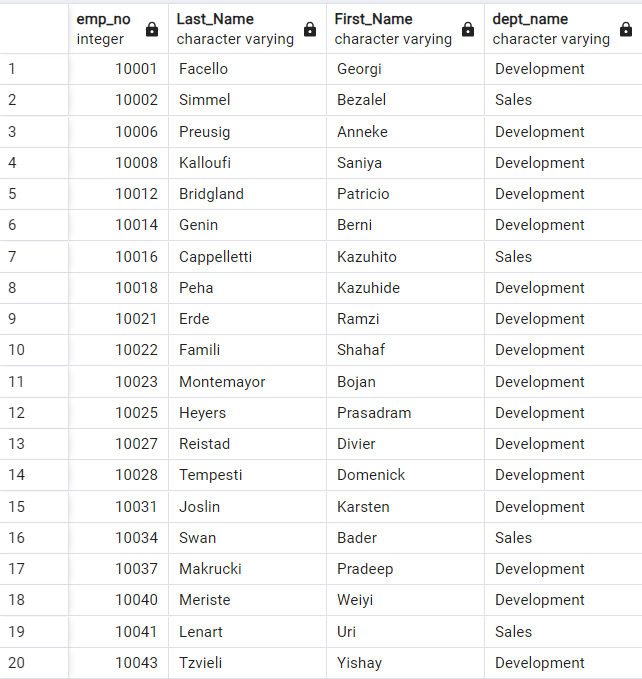 emp_no Last_Name First_Name dept_name
integer character varying character varying character varying
1 10001 Facello Georgi Development
2 10002 Simmel Bezalel Sales
3 10006 Preusig Anneke Development
4 10008 Kalloufi Saniya Development
5 10012 Bridgland Patricio Development
6 10014 Genin Berni Development
7 10016 Cappelletti Kazuhito Sales
8 10018 Peha Kazuhide Development
9 10021 Erde Ramzi Development
10 10022 Famili Shahaf Development
11 10023 Montemayor Bojan Development
12 10025 Heyers Prasadram Development
13 10027 Reistad Divier Development
14 10028 Tempesti Domenick Development
15 10031 Joslin Karsten Development
16 10034 Swan Bader Sales
17 10037 Makrucki Pradeep Development
18 10040 Meriste Weiyi Development
19 10041 Lenart Uri Sales
20 10043 Tzvieli Yishay Development